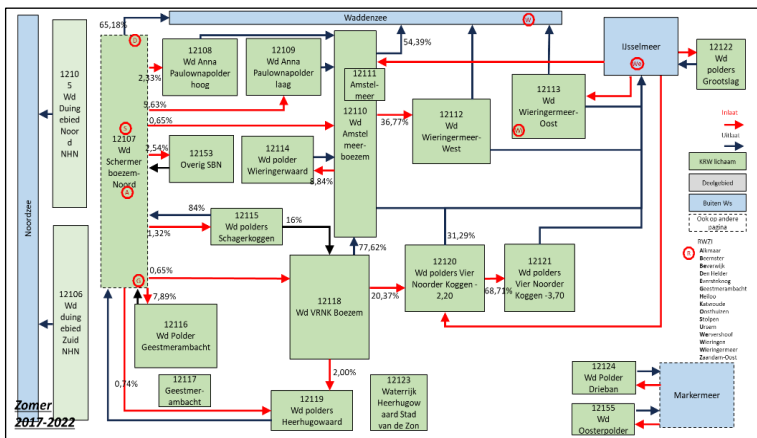 Waddenzee
W
65,18%
D
12108
Wd Anna
Paulownapolder
hoog
2,33%
12109
Wd Anna
Paulownapolder
laag
54,39%
IJsselmeer
We
12122
Wd
polders
Grootslag
1210
5
Wd
Duing
ebied
Noor
d
NHN
12111
Amstel-
meer
12110
Wd
Amstel
meer-
boezem
12113
Wd
Wieringermeer-
Oost
Wi
12112
Wd
Wieringermeer-
West
Inlaat
Uitlaat
KRW lichaam
Deelgebied
Buiten Ws
Ook op andere
pagina
9,63%
0,65%
S
12107
Wd
Schermer
boezem-
Noord
A
36,77%
2,54%
12153
Overig SBN
12114
Wd polder
Wieringerwaard
8,84%
Noordzee
84%
12115
Wd polders
Schagerkoggen
16%
1,32%
77,62%
31,29%
12106
Wd
duing
ebied
Zuid
NHN
G
0,65%
7,89%
12118
Wd VRNK Boezem
20,37%
12120
Wd polders Vier
Noorder Koggen -
2,20
68,71%
12121
Wd polders
Vier Noorder
Koggen -3,70
RWZI
R
Alkmaar
Beemster
Beverwijk
Den Helder
Everstekoog
Geestmerambacht
Heiloo
Katwoude
Oosthuizen
Stolpen
Ursem
Wervershoof
Wieringen
Wieringermeer
Zaandam-Oost
12116
Wd Polder
Geestmerambacht
0,74%
12117
Geestmer-
ambacht
2,00%
12119
Wd polders
Heerhugowaard
12123
Waterrijk
Heerhugow
aard Stad
van de Zon
12124
Wd Polder
Drieban
12155
Wd
Oosterpolder
Markermeer
Zomer
2017-2022